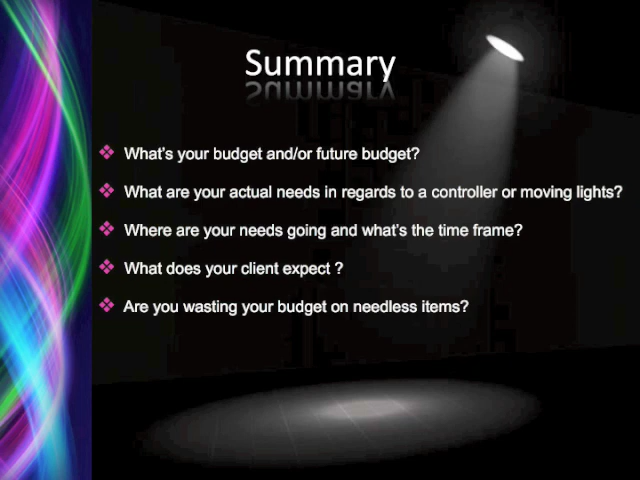 Summary
What's your budget and/or future budget?
What are your actual needs in regards to a controller or moving lights?
Where are your needs going and what's the time frame?
What does your client expect ?
Are you wasting your budget on needless items?